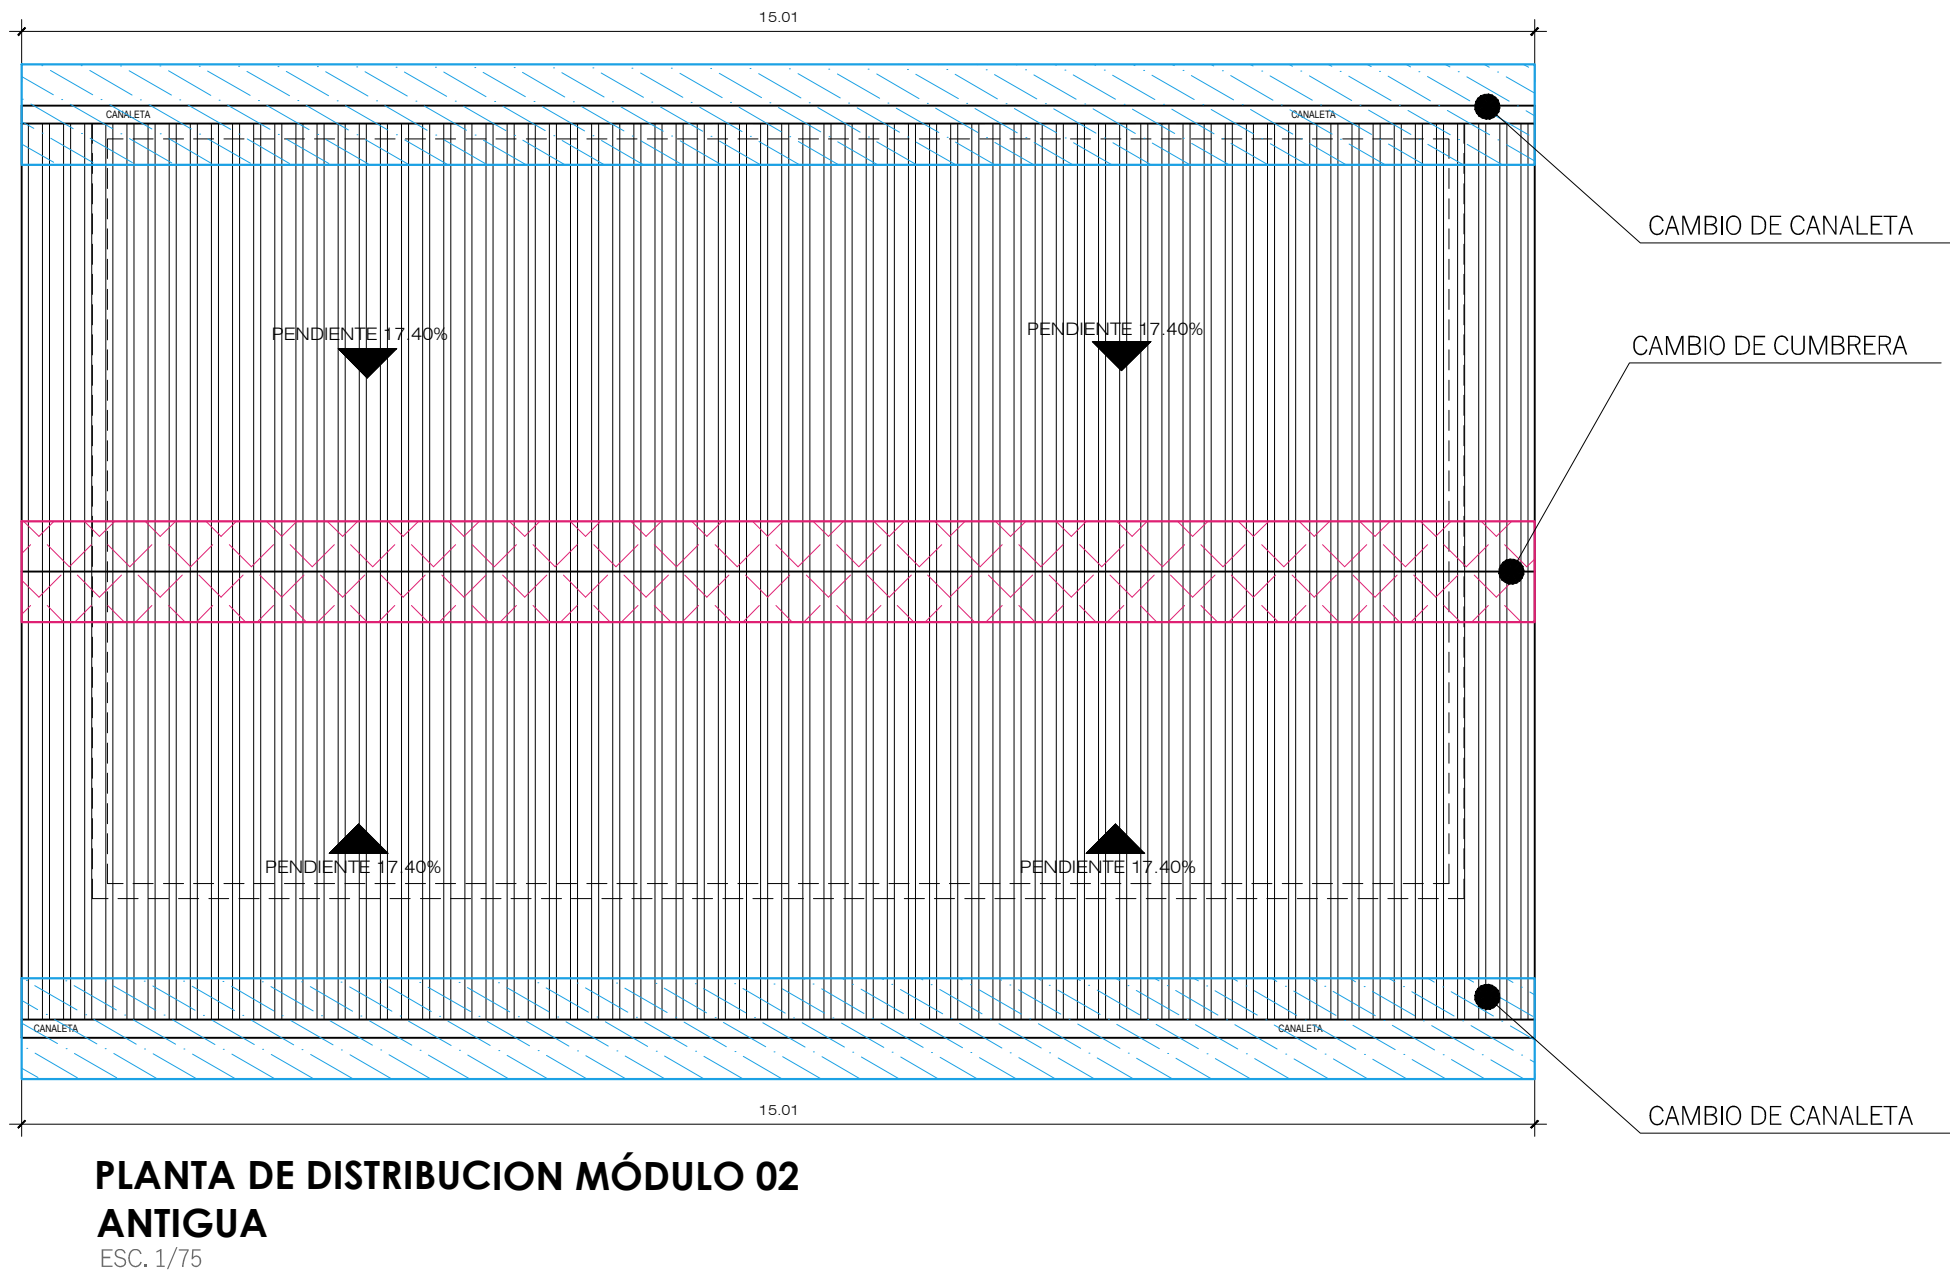 15.01
CANALETA
CANALETA
CAMBIO DE CANALETA
PENDIENTE 17.40%
PENDIENTE 17.40%
CAMBIO DE CUMBRERA
PENDIENTE 17.40%
PENDIENTE 17.40%
CANALETA
CANALETA
15.01
CAMBIO DE CANALETA
PLANTA DE DISTRIBUCION MÓDULO 02
ANTIGUA
ESC. 1/75